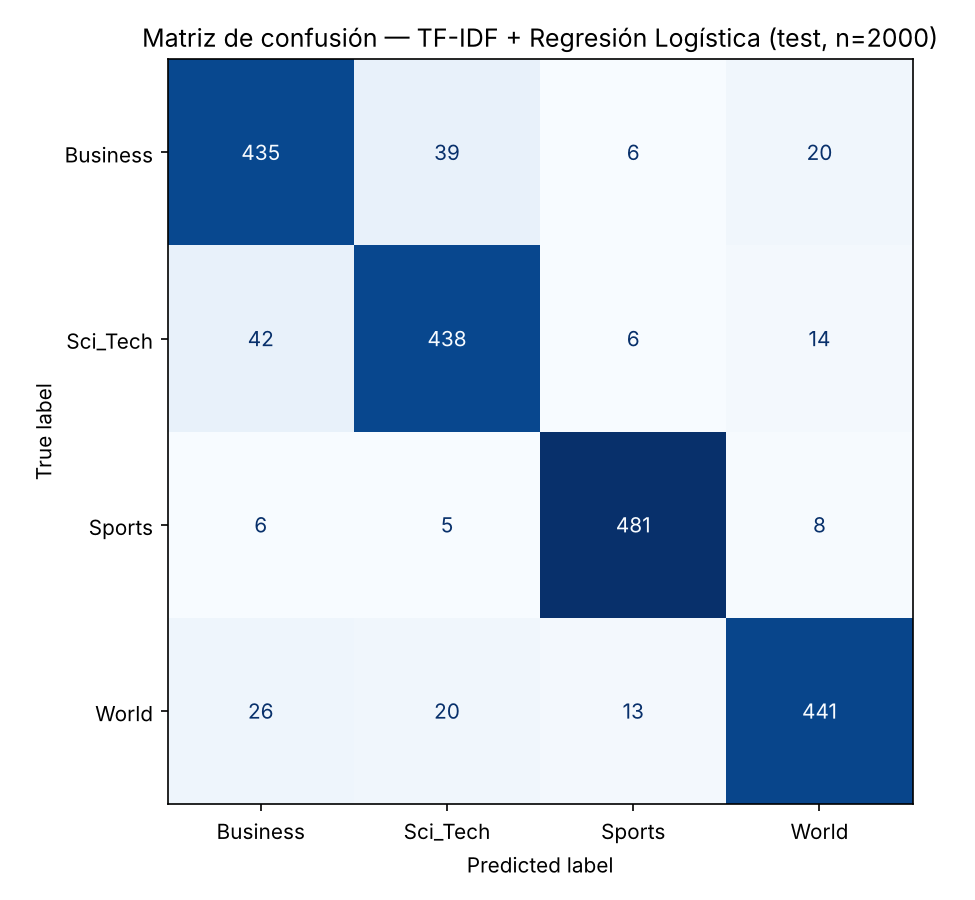 Matriz de confusión — TF-IDF + Regresión Logística (test, n=2000)
Business 435 39 6 20
Sci_Tech 42 438 6 14
True label
Sports 6 5 481 8
World 26 20 13 441
Business Sci_Tech Sports World
Predicted label